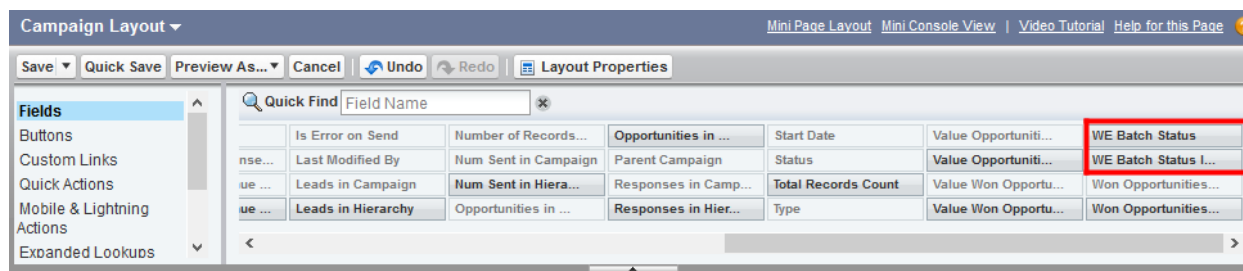 Campaign Layout
Mini Page Layout Mini Console View | Video Tutorial Help for this Page
Save Quick Save Preview As... Cancel Undo Redo Layout Properties
Fields
Buttons
Custom Links
Quick Actions
Mobile & Lightning
Actions
Expanded Lookups
Quick Find Field Name
Is Error on Send Number of Records... Opportunities in ... Start Date Value Opportuniti... WE Batch Status
nse... Last Modified By Num Sent in Campaign Parent Campaign Status Value Opportuniti... WE Batch Status I...
ue ... Leads in Campaign Num Sent in Hiera... Responses in Camp... Total Records Count Value Won Opportu... Won Opportunities...
ue ... Leads in Hierarchy Opportunities in ... Responses in Hier... Type Value Won Opportu... Won Opportunities...